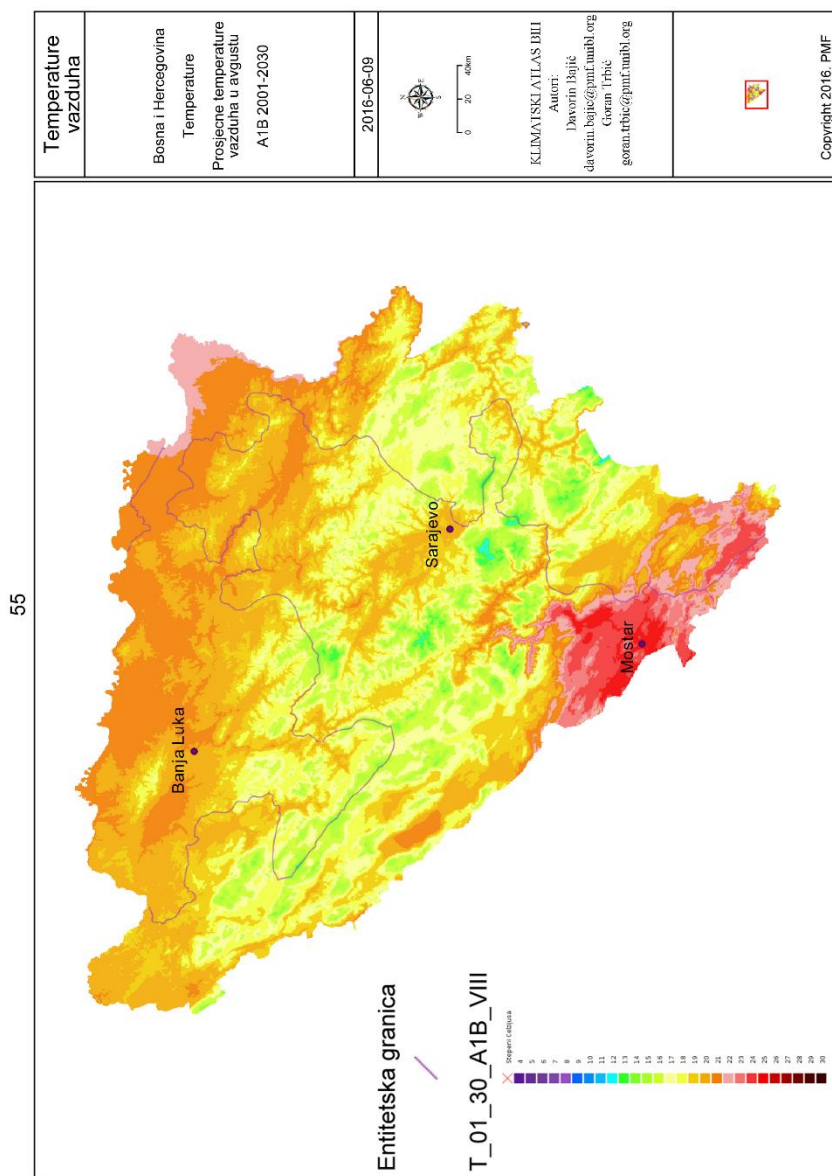 55
Temperature
vazduha
Bosna i Hercegovina
Temperature
Prosjecne temperature
vazduha u avgustu
A1B 2001-2030
2016-06-09
N
W
E
S
0
20
40km
KLIMATSKI ATLAS BIH
Autori:
Davorin Bajić
davorin.bajic@pmf.unibl.org
Goran Trbić
goran.trbic@pmf.unibl.org
Copyright 2016. PMF
Banja Luka
Sarajevo
Mostar
Entitetska granica
T_01_30_A1B_VIII
Stepeni Celzijusa
4
5
6
7
8
9
10
11
12
13
14
15
16
17
18
19
20
21
22
23
24
25
26
27
28
29
30